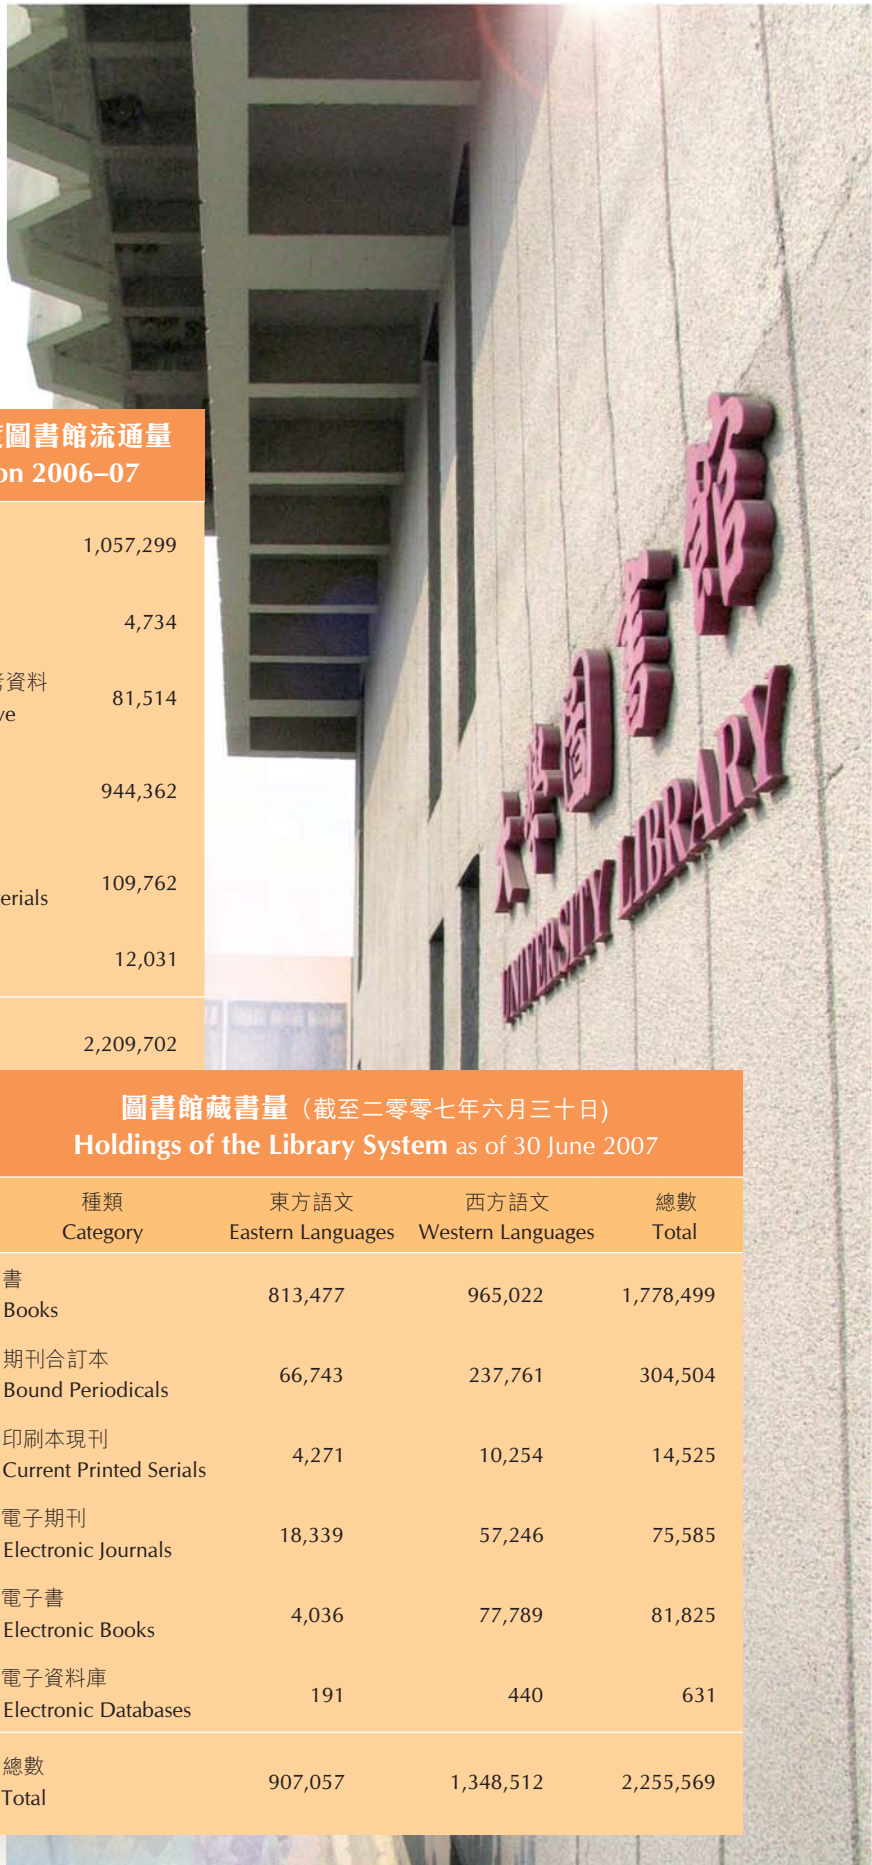 圖書館流通量
on 2006–07
1,057,299
4,734
資料
ve
81,514
944,362
erials
109,762
12,031
2,209,702
大學圖書館
UNIVERSITY LIBRARY
圖書館藏書量（截至二零零七年六月三十日)
Holdings of the Library System as of 30 June 2007
種類 東方語文 西方語文 總數
Category Eastern Languages Western Languages Total
書
Books 813,477 965,022 1,778,499
期刊合訂本
Bound Periodicals 66,743 237,761 304,504
印刷本現刊
Current Printed Serials 4,271 10,254 14,525
電子期刊
Electronic Journals 18,339 57,246 75,585
電子書
Electronic Books 4,036 77,789 81,825
電子資料庫
Electronic Databases 191 440 631
總數
Total 907,057 1,348,512 2,255,569